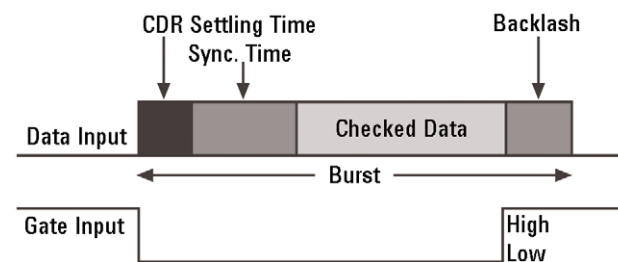 CDR Settling Time
Sync. Time
Backlash
Data Input
Checked Data
Burst
Gate Input
High
Low